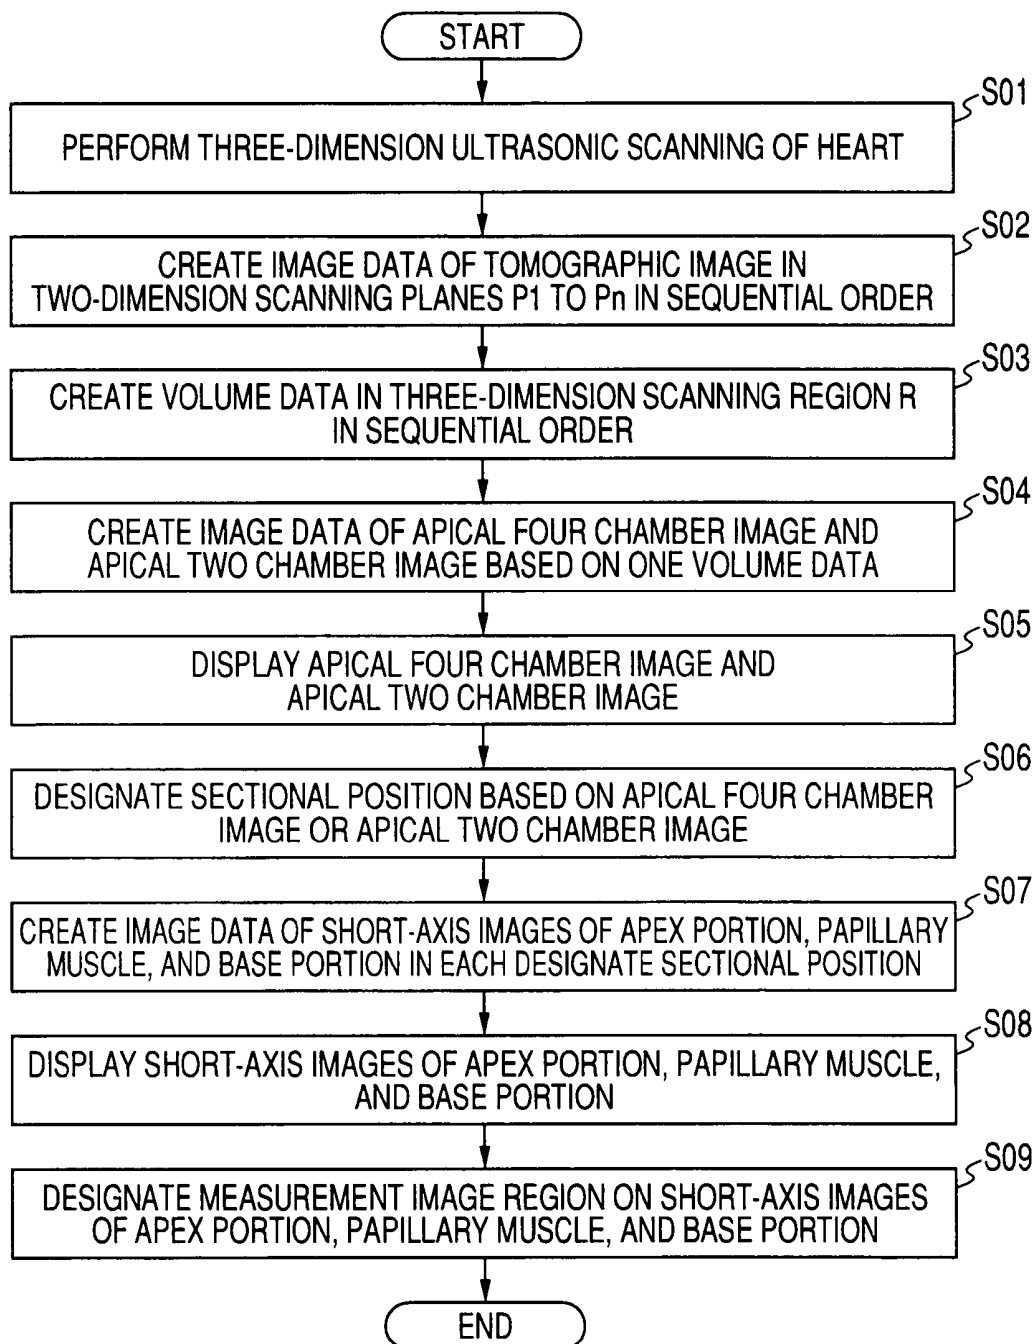 START
S01
PERFORM THREE-DIMENSION ULTRASONIC SCANNING OF HEART
S02
CREATE IMAGE DATA OF TOMOGRAPHIC IMAGE IN
TWO-DIMENSION SCANNING PLANES P1 TO Pn IN SEQUENTIAL ORDER
S03
CREATE VOLUME DATA IN THREE-DIMENSION SCANNING REGION R
IN SEQUENTIAL ORDER
S04
CREATE IMAGE DATA OF APICAL FOUR CHAMBER IMAGE AND
APICAL TWO CHAMBER IMAGE BASED ON ONE VOLUME DATA
S05
DISPLAY APICAL FOUR CHAMBER IMAGE AND
APICAL TWO CHAMBER IMAGE
S06
DESIGNATE SECTIONAL POSITION BASED ON APICAL FOUR CHAMBER
IMAGE OR APICAL TWO CHAMBER IMAGE
S07
CREATE IMAGE DATA OF SHORT-AXIS IMAGES OF APEX PORTION, PAPILLARY
MUSCLE, AND BASE PORTION IN EACH DESIGNATE SECTIONAL POSITION
S08
DISPLAY SHORT-AXIS IMAGES OF APEX PORTION, PAPILLARY MUSCLE,
AND BASE PORTION
S09
DESIGNATE MEASUREMENT IMAGE REGION ON SHORT-AXIS IMAGES
OF APEX PORTION, PAPILLARY MUSCLE, AND BASE PORTION
END